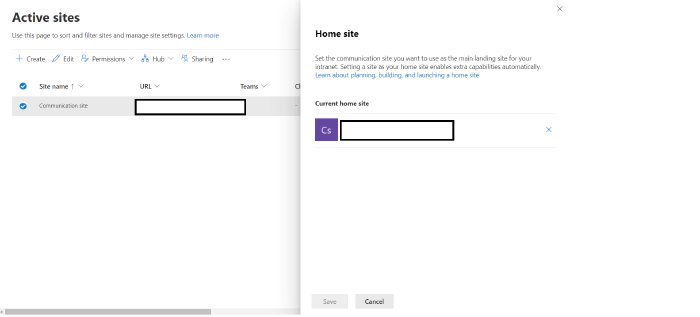 Active sites
Use this page to sort and filter sites and manage site settings. Learn more
Create Edit Permissions Hub Sharing ...
Site name ↑ URL Teams
Communication site
Home site
Set the communication site you want to use as the main landing site for your
intranet. Setting a site as your home site enables extra capabilities automatically.
Learn about planning, building, and launching a home site
Current home site
Cs
Save Cancel